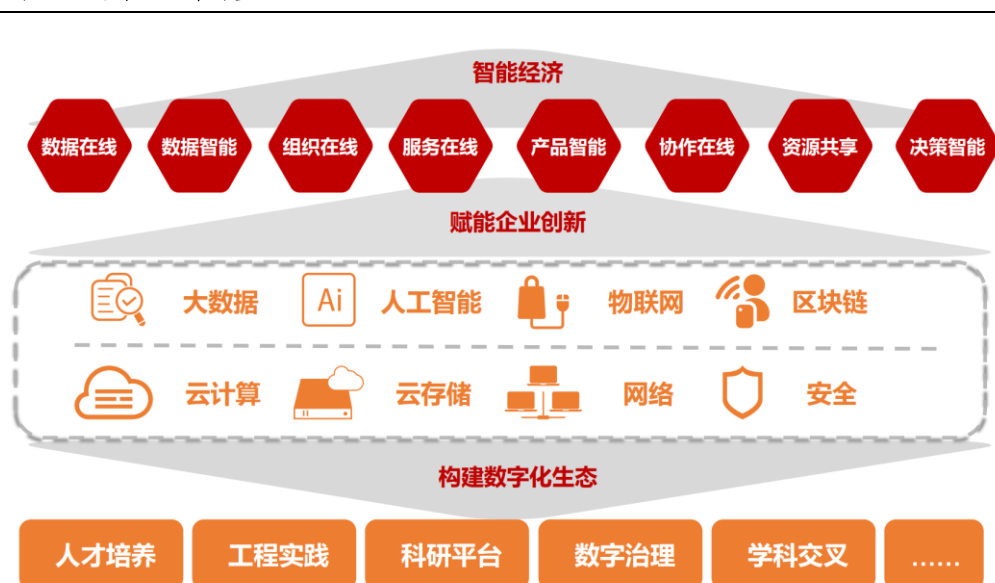 智能经济
数据在线 数据智能 组织在线 服务在线 产品智能 协作在线 资源共享 决策智能
赋能企业创新
大数据 Ai 人工智能 物联网 区块链
云计算 云存储 网络 安全
构建数字化生态
人才培养 工程实践 科研平台 数字治理 学科交叉 ……